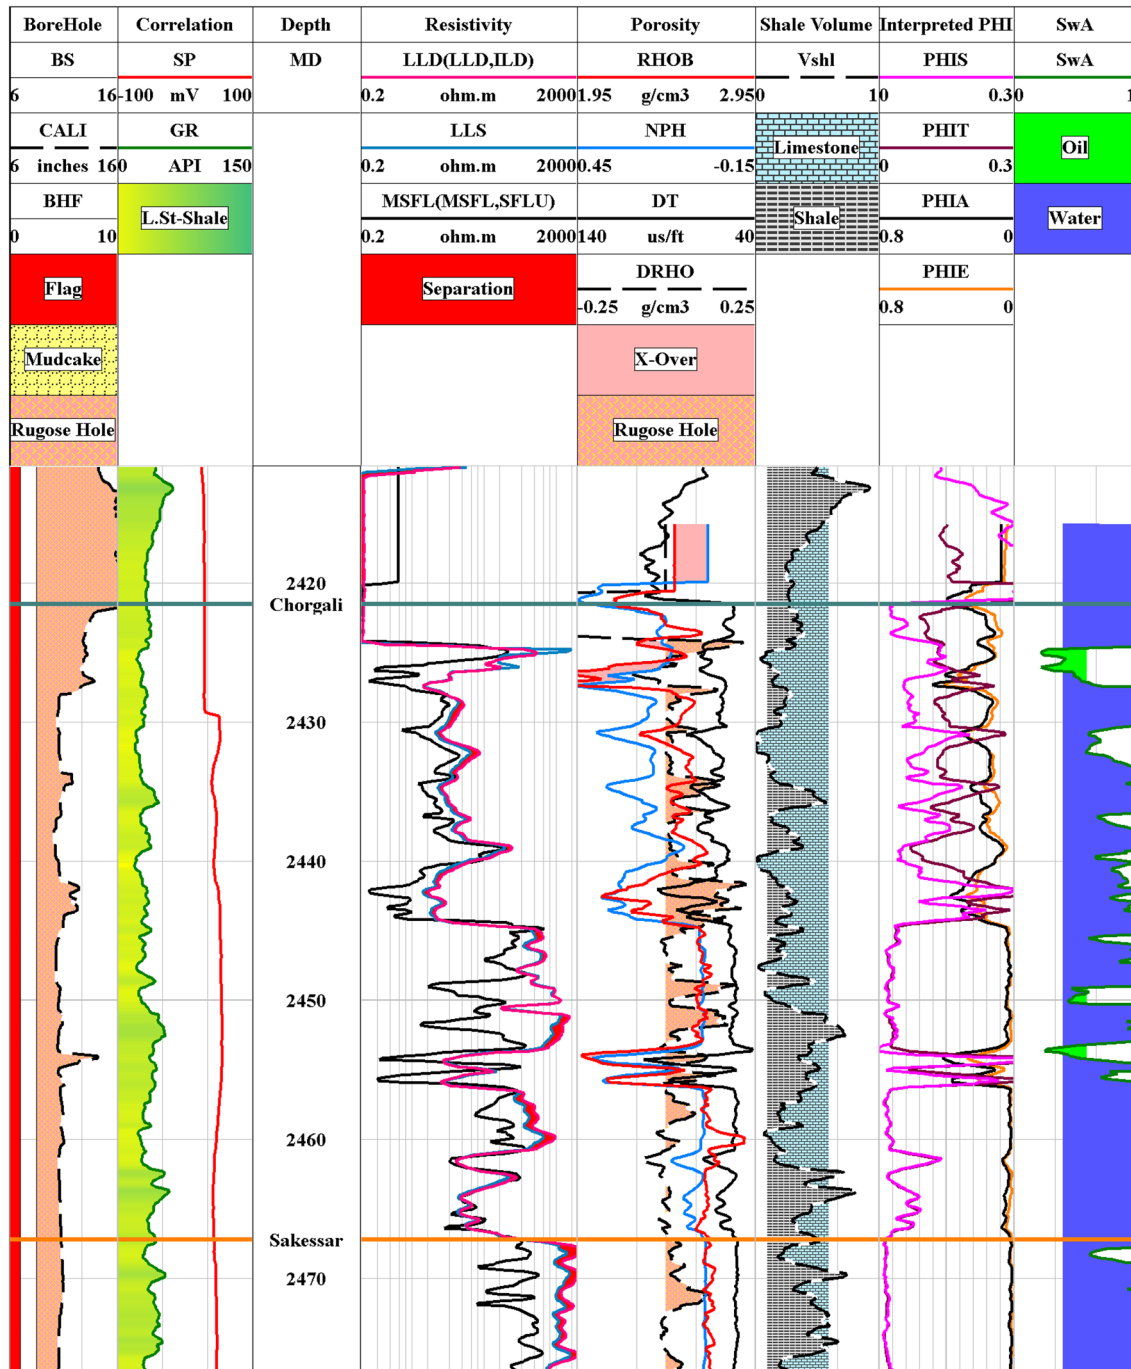 BoreHole Correlation Depth Resistivity Porosity Shale Volume Interpreted PHI SwA
BS SP MD LLD(LLD,ILD) RHOB Vshl PHIS SwA
6 16 -100 mV 100 0.2 ohm.m 2000 1.95 g/cm3 2.95 0 1 0 0.3 0 1
CALI GR LLS NPH Limestone PHIT Oil
6 inches 16 0 API 150 0.2 ohm.m 2000 0.45 -0.15 0 0.3
BHF L.St-Shale MSFL(MSFL,SFLU) DT Shale PHIA Water
0 10 0.2 ohm.m 2000 140 us/ft 40 0.8 0
Flag Separation DRHO PHIE
-0.25 g/cm3 0.25 0.8 0
Mudcake X-Over
Rugose Hole Rugose Hole
2420
Chorgali
2430
2440
2450
2460
Sakessar
2470